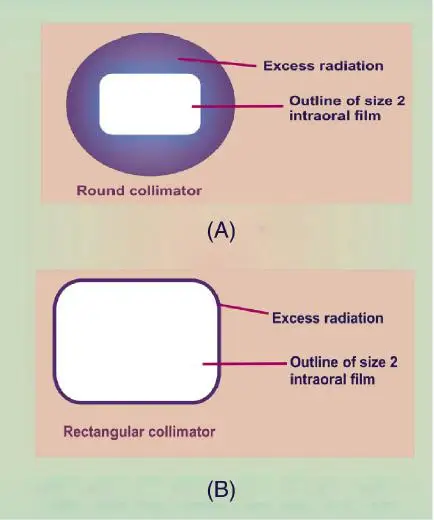 Excess radiation
Outline of size 2
intraoral film
Round collimator
(A)
Excess radiation
Outline of size 2
intraoral film
Rectangular collimator
(B)